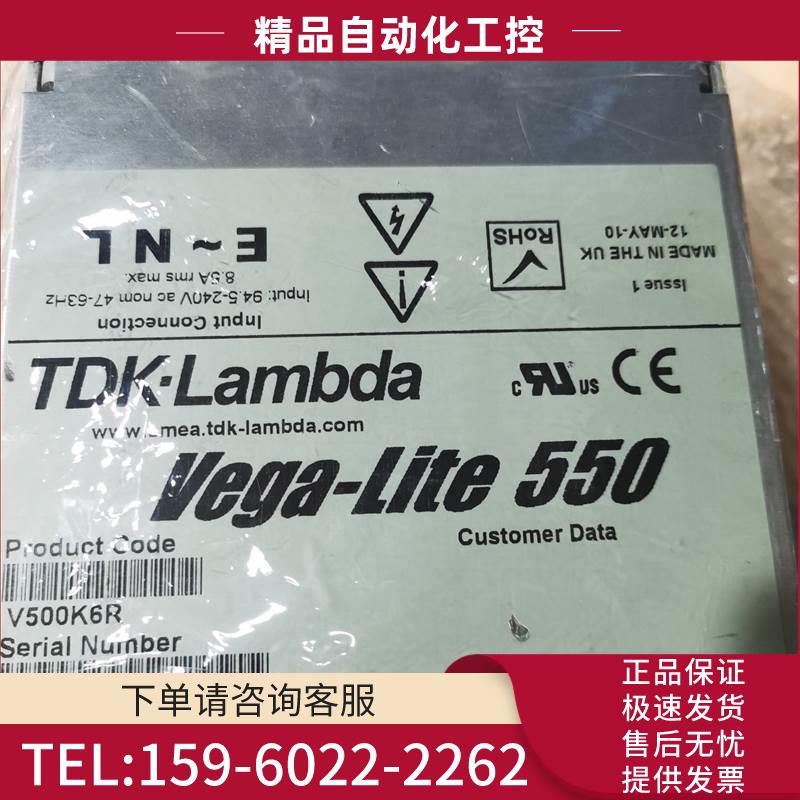 精品自动化工控
E ~ N L
8.5A rms max.
Input: 94.5-240V ac nom 47-63Hz
Input Connection
RoHS
12-MAY-10
MADE IN THE UK
Issue 1
TDK·Lambda
C RU US CE
www.emea.tdk-lambda.com
Vega-Lite 550
Customer Data
Product Code
V500K6R
Serial Number
下单请咨询客服
TEL:159-6022-2262
正品保证
极速发货
售后无忧
提供发票